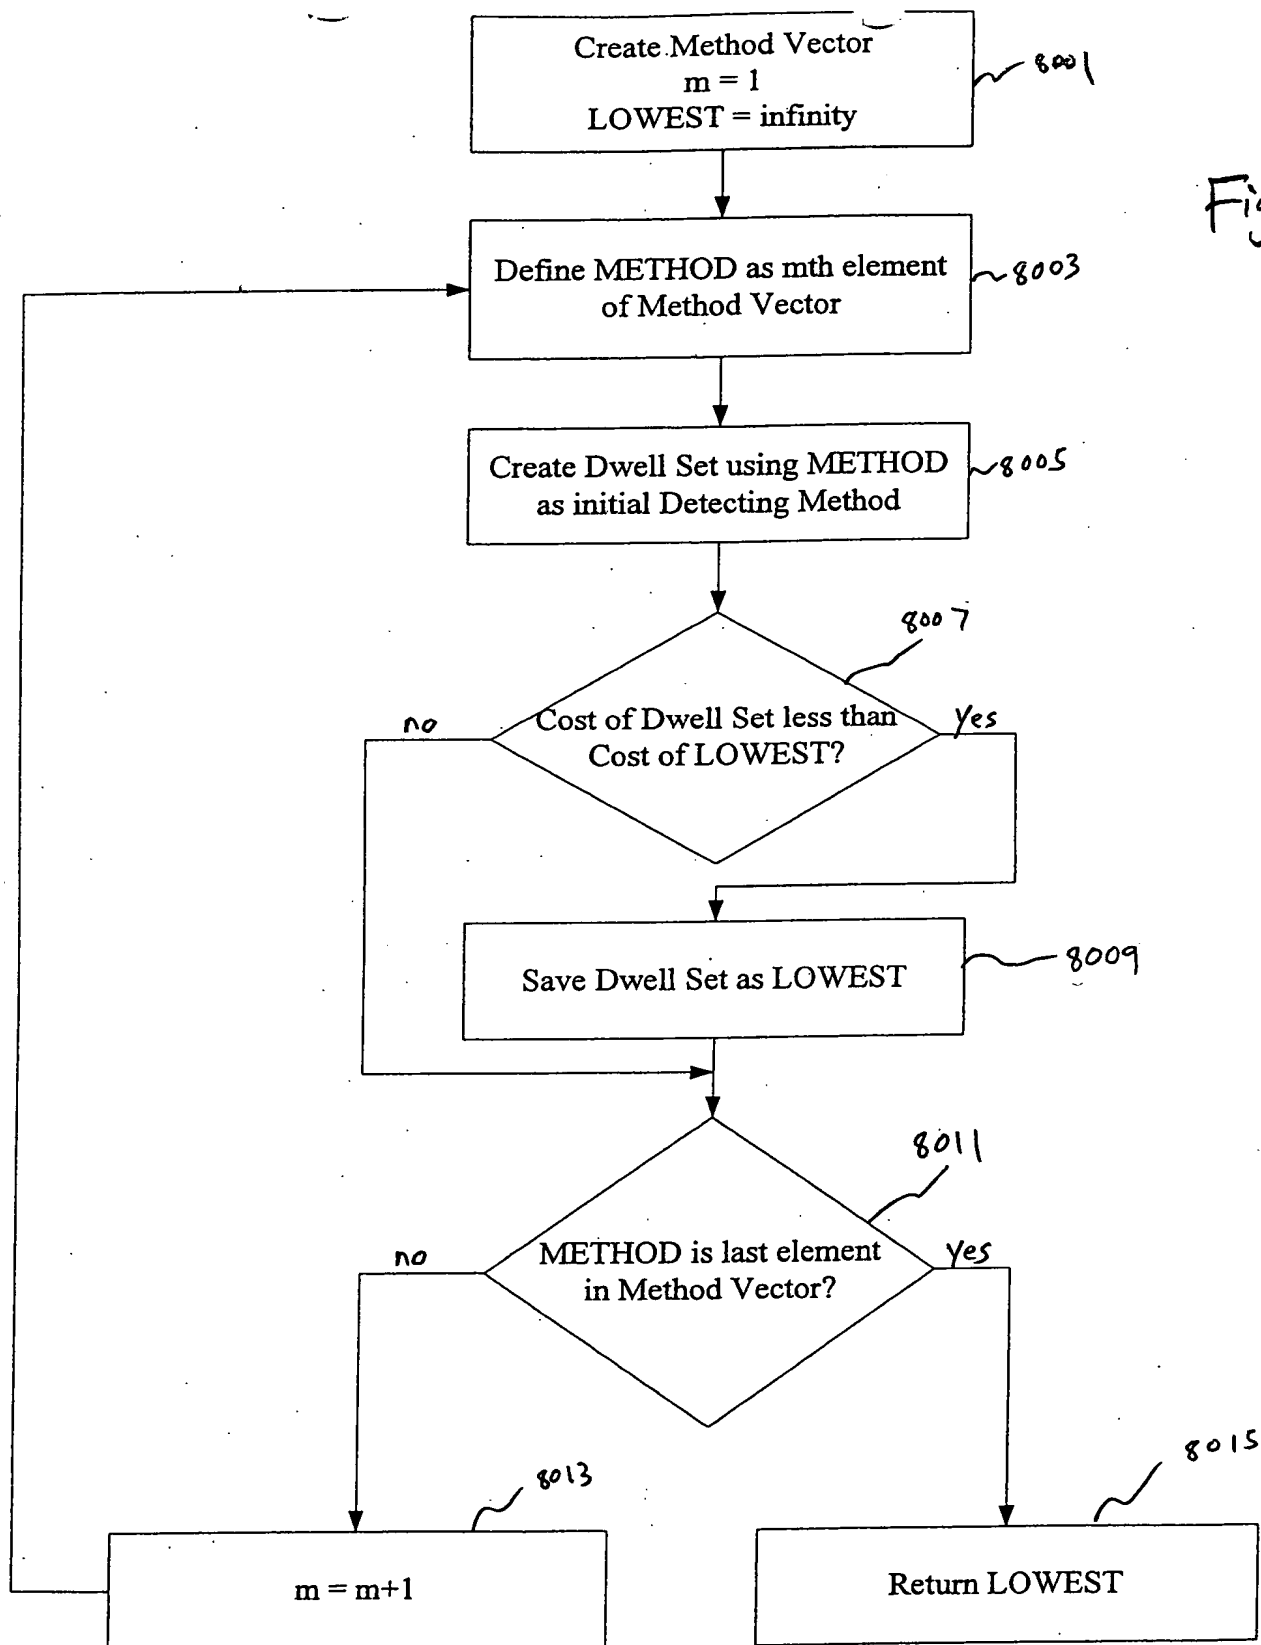 Create Method Vector
m = 1
LOWEST = infinity
8001
Define METHOD as mth element
of Method Vector
8003
Create Dwell Set using METHOD
as initial Detecting Method
8005
8007
no
Cost of Dwell Set less than
Cost of LOWEST?
Yes
Save Dwell Set as LOWEST
8009
8011
no
METHOD is last element
in Method Vector?
Yes
8013
m = m+1
8015
Return LOWEST